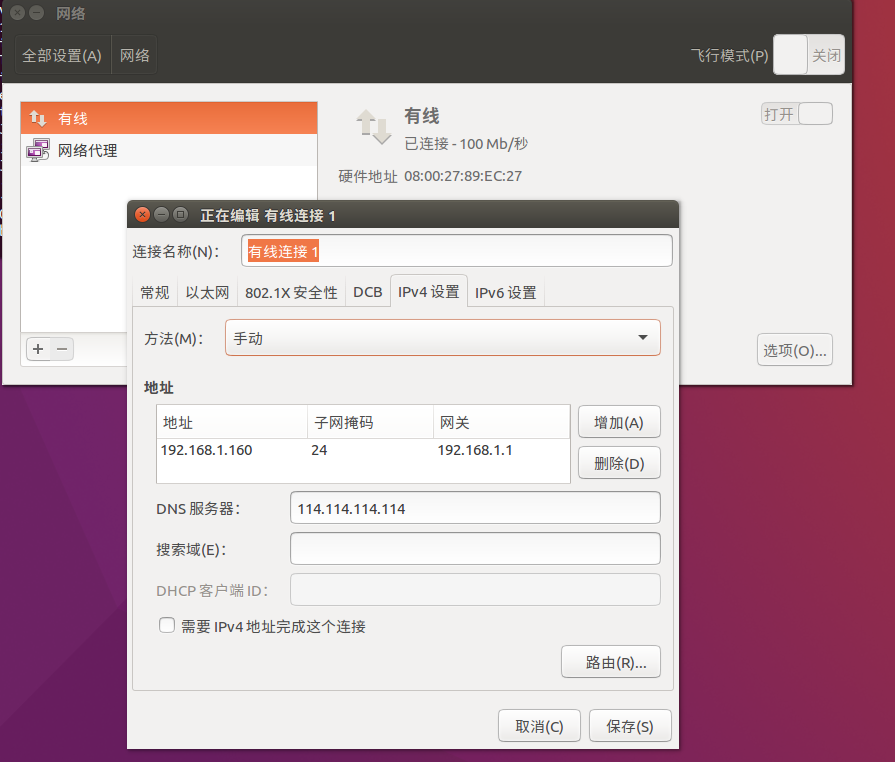 网络
全部设置(A) 网络 飞行模式(P) 关闭
有线
网络代理
有线
已连接 - 100 Mb/秒
硬件地址 08:00:27:89:EC:27
打开
选项(O)...
正在编辑 有线连接 1
连接名称(N)： 有线连接 1
常规 以太网 802.1X 安全性 DCB IPv4 设置 IPv6 设置
方法(M)： 手动
地址
地址 子网掩码 网关
192.168.1.160 24 192.168.1.1
增加(A)
删除(D)
DNS 服务器： 114.114.114.114
搜索域(E)：
DHCP 客户端 ID：
需要 IPv4 地址完成这个连接
路由(R)...
取消(C) 保存(S)